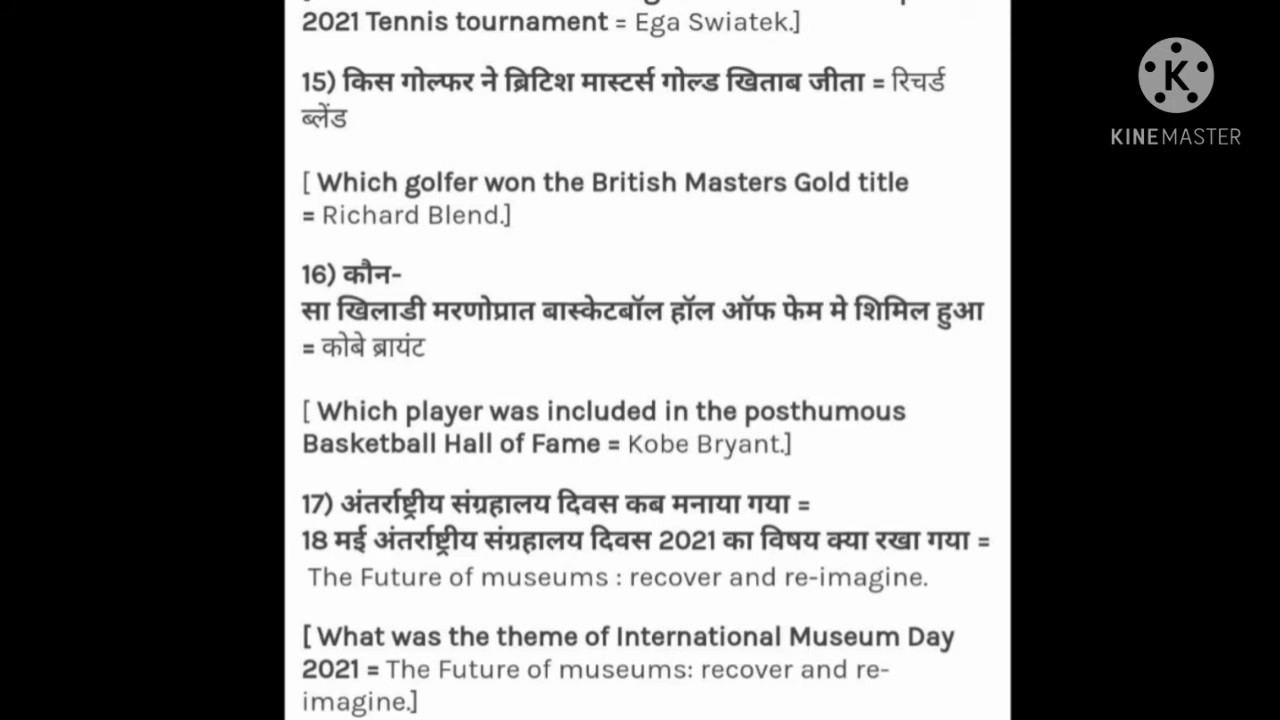 2021 Tennis tournament = Ega Swiatek.]
15) किस गोल्फर ने ब्रिटिश मास्टर्स गोल्ड खिताब जीता = रिचर्ड
ब्लेंड
[ Which golfer won the British Masters Gold title
= Richard Blend.]
16) कौन-
सा खिलाडी मरणोप्रात बास्केटबॉल हॉल ऑफ फेम मे शिमिल हुआ
= कोबे ब्रायंट
[ Which player was included in the posthumous
Basketball Hall of Fame = Kobe Bryant.]
17) अंतर्राष्ट्रीय संग्रहालय दिवस कब मनाया गया =
18 मई अंतर्राष्ट्रीय संग्रहालय दिवस 2021 का विषय क्या रखा गया =
The Future of museums : recover and re-imagine.
[ What was the theme of International Museum Day
2021 = The Future of museums: recover and re-
imagine.]
K
KINEMASTER